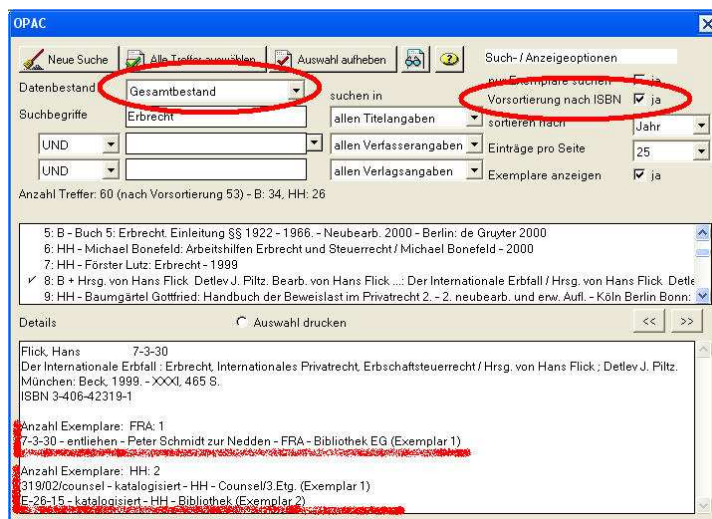 OPAC
Neue Suche Alle Treffer auswählen Auswahl aufheben Such-/Anzeigeoptionen
nur Exemplare suchen ja
Datenbestand Gesamtbestand suchen in Vorsortierung nach ISBN ja
Suchbegriffe Erbrecht allen Titelangaben sortieren nach Jahr
UND allen Verfasserangaben Einträge pro Seite 25
UND allen Verlagsangaben Exemplare anzeigen ja
Anzahl Treffer: 60 (nach Vorsortierung 53) - B: 34, HH: 26
5: B - Buch 5: Erbrecht. Einleitung §§ 1922 - 1966. - Neubearb. 2000 - Berlin: de Gruyter 2000
6: HH - Michael Bonefeld: Arbeitshilfen Erbrecht und Steuerrecht / Michael Bonefeld - 2000
7: HH - Förster Lutz: Erbrecht - 1999
8: B + Hrsg. von Hans Flick Detlev J. Piltz. Bearb. von Hans Flick ...: Der Internationale Erbfall / Hrsg. von Hans Flick Detle
9: HH - Baumgärtel Gottfried: Handbuch der Beweislast im Privatrecht 2. - 2. neubearb. und erw. Aufl. - Köln Berlin Bonn:
Details Auswahl drucken << >>
Flick, Hans 7-3-30
Der Internationale Erbfall : Erbrecht, Internationales Privatrecht, Erbschaftsteuerrecht / Hrsg. von Hans Flick ; Detlev J. Piltz.
München: Beck, 1999. - XXXI, 465 S.
ISBN 3-406-42319-1
Anzahl Exemplare: FRA: 1
7-3-30 - entliehen - Peter Schmidt zur Nedden - FRA - Bibliothek EG (Exemplar 1)
Anzahl Exemplare: HH: 2
319/02/counsel - katalogisiert - HH - Counsel/3.Etg. (Exemplar 1)
E-26-15 - katalogisiert - HH - Bibliothek (Exemplar 2)